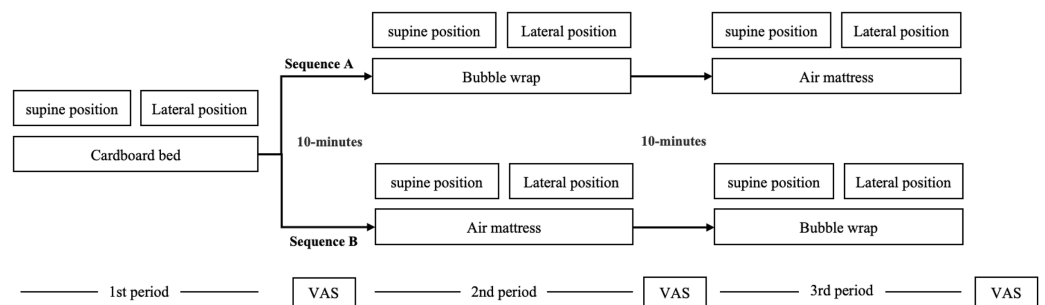 supine position Lateral position supine position Lateral position
Sequence A
Bubble wrap Air mattress
supine position Lateral position
10-minutes 10-minutes
Cardboard bed
supine position Lateral position supine position Lateral position
Air mattress Bubble wrap
Sequence B
1st period VAS 2nd period VAS 3rd period VAS